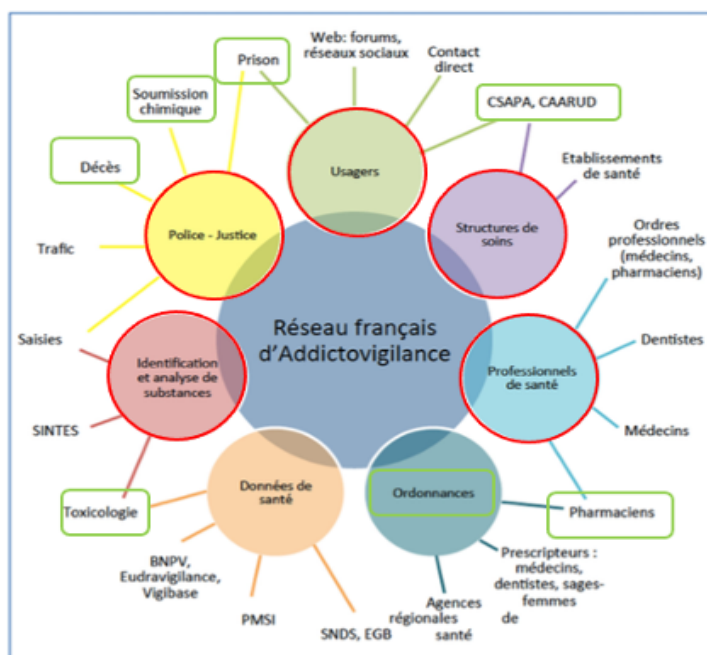 Web: forums,
réseaux sociaux
Prison
Contact
direct
Soumission
chimique
CSAPA, CAARUD
Décès
Usagers
Etablissements
de santé
Police - Justice
Structures de
soins
Ordres
professionnels
(médecins,
pharmaciens)
Trafic
Réseau français
d'Addictovigilance
Saisies
Dentistes
Identification
et analyse de
substances
Professionnels
de santé
SINTES
Médecins
Données de
santé
Ordonnances
Toxicologie
Pharmaciens
BNPV,
Eudravigilance,
Vigibase
Prescripteurs :
médecins,
dentistes, sages-
femmes
de
PMSI
SNDS, EGB
Agences
régionales
santé